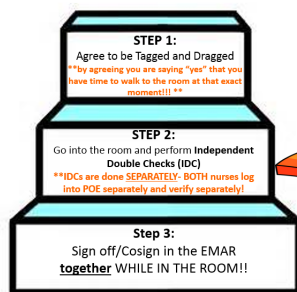 STEP 1:
Agree to be Tagged and Dragged
**by agreeing you are saying "yes" that you
have time to walk to the room at that exact
moment!!! **
STEP 2:
Go into the room and perform Independent
Double Checks (IDC)
**IDCs are done SEPARATELY- BOTH nurses log
into POE separately and verify separately!
Step 3:
Sign off/Cosign in the EMAR
together WHILE IN THE ROOM!!